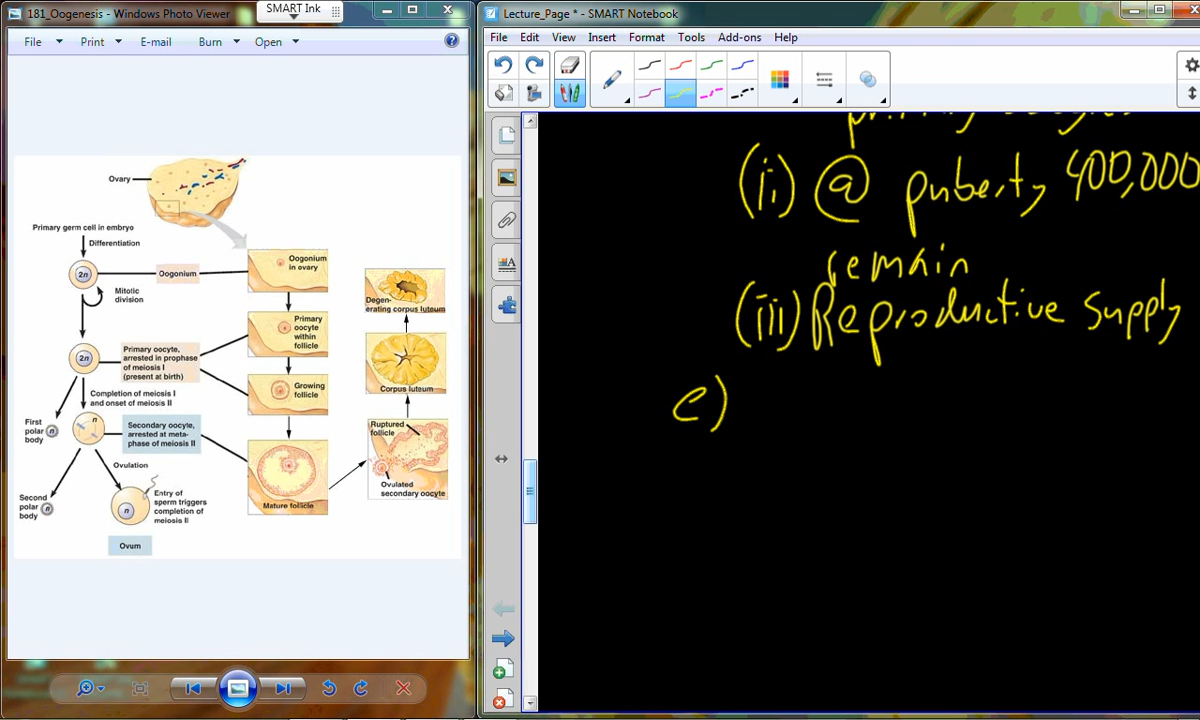 181_Oogenesis - Windows Photo Viewer
SMART Ink
File Print E-mail Burn Open
Ovary
Primary germ cell in embryo
Differentiation
2n
Oogonium
Mitotic
division
2n
Primary oocyte,
arrested in prophase
of meiosis I
(present at birth)
Completion of meiosis I
and onset of meiosis II
First
polar
body
n
n
Secondary oocyte,
arrested at meta-
phase of meiosis II
Ovulation
Second
polar
body
n
n
Entry of
sperm triggers
completion of
meiosis II
Ovum
Oogonium
in ovary
Primary
oocyte
within
follicle
Growing
follicle
Mature follicle
Ruptured
follicle
Ovulated
secondary oocyte
Corpus luteum
Degen-
erating corpus luteum
Lecture_Page * - SMART Notebook
File Edit View Insert Format Tools Add-ons Help
(ii) @ puberty 400,000
remain
(iii) Reproductive supply
e)